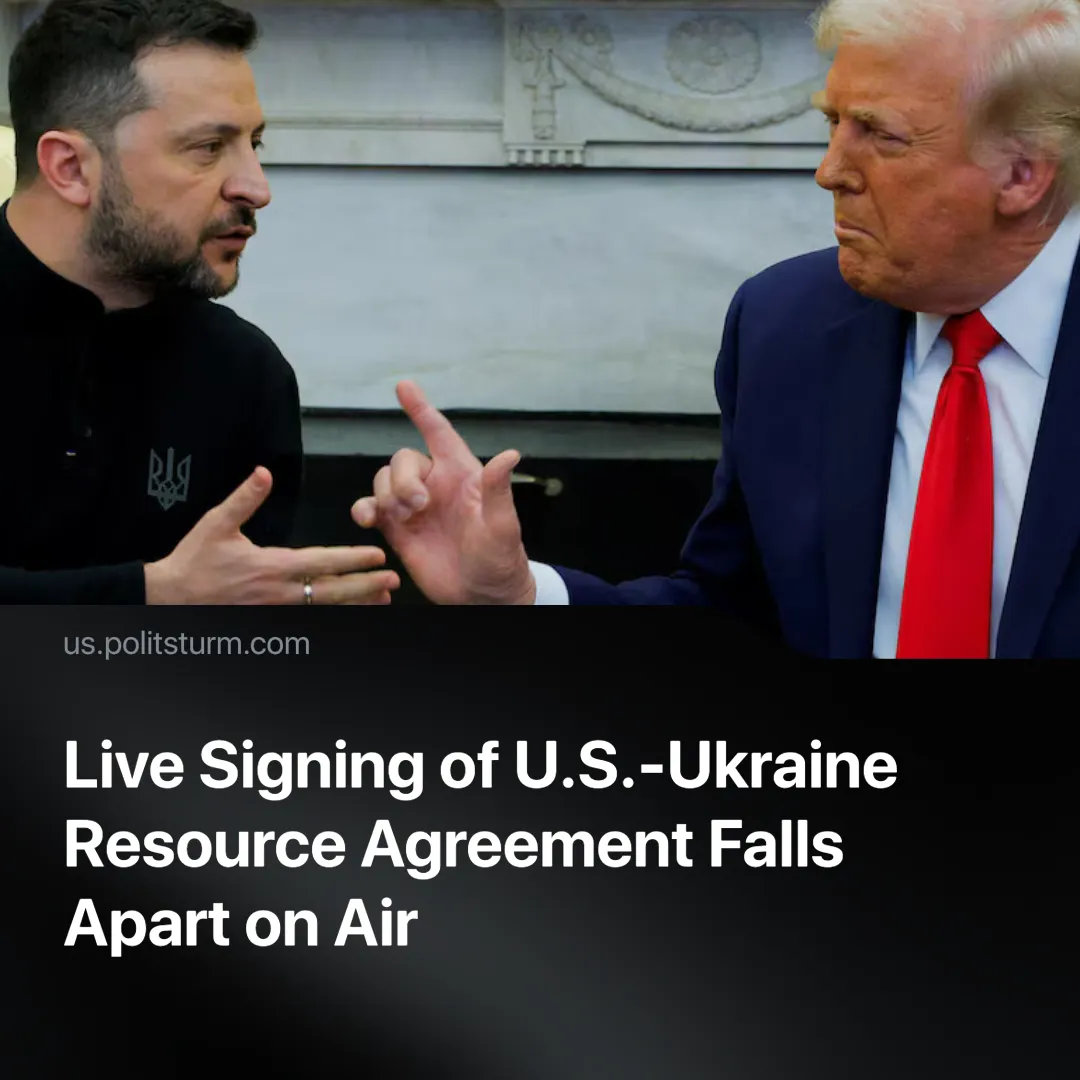 us.politsturm.com
Live Signing of U.S.-Ukraine
Resource Agreement Falls
Apart on Air